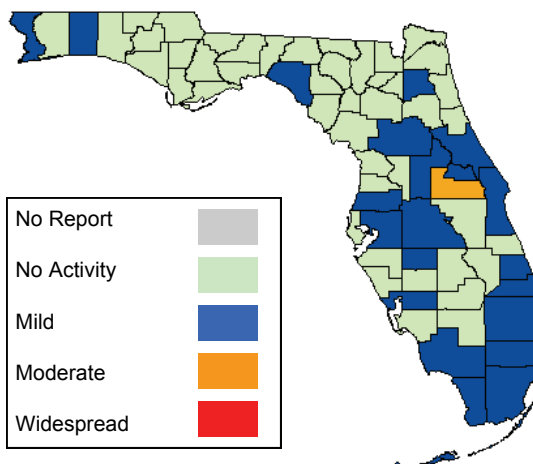 No Report
No Activity
Mild
Moderate
Widespread